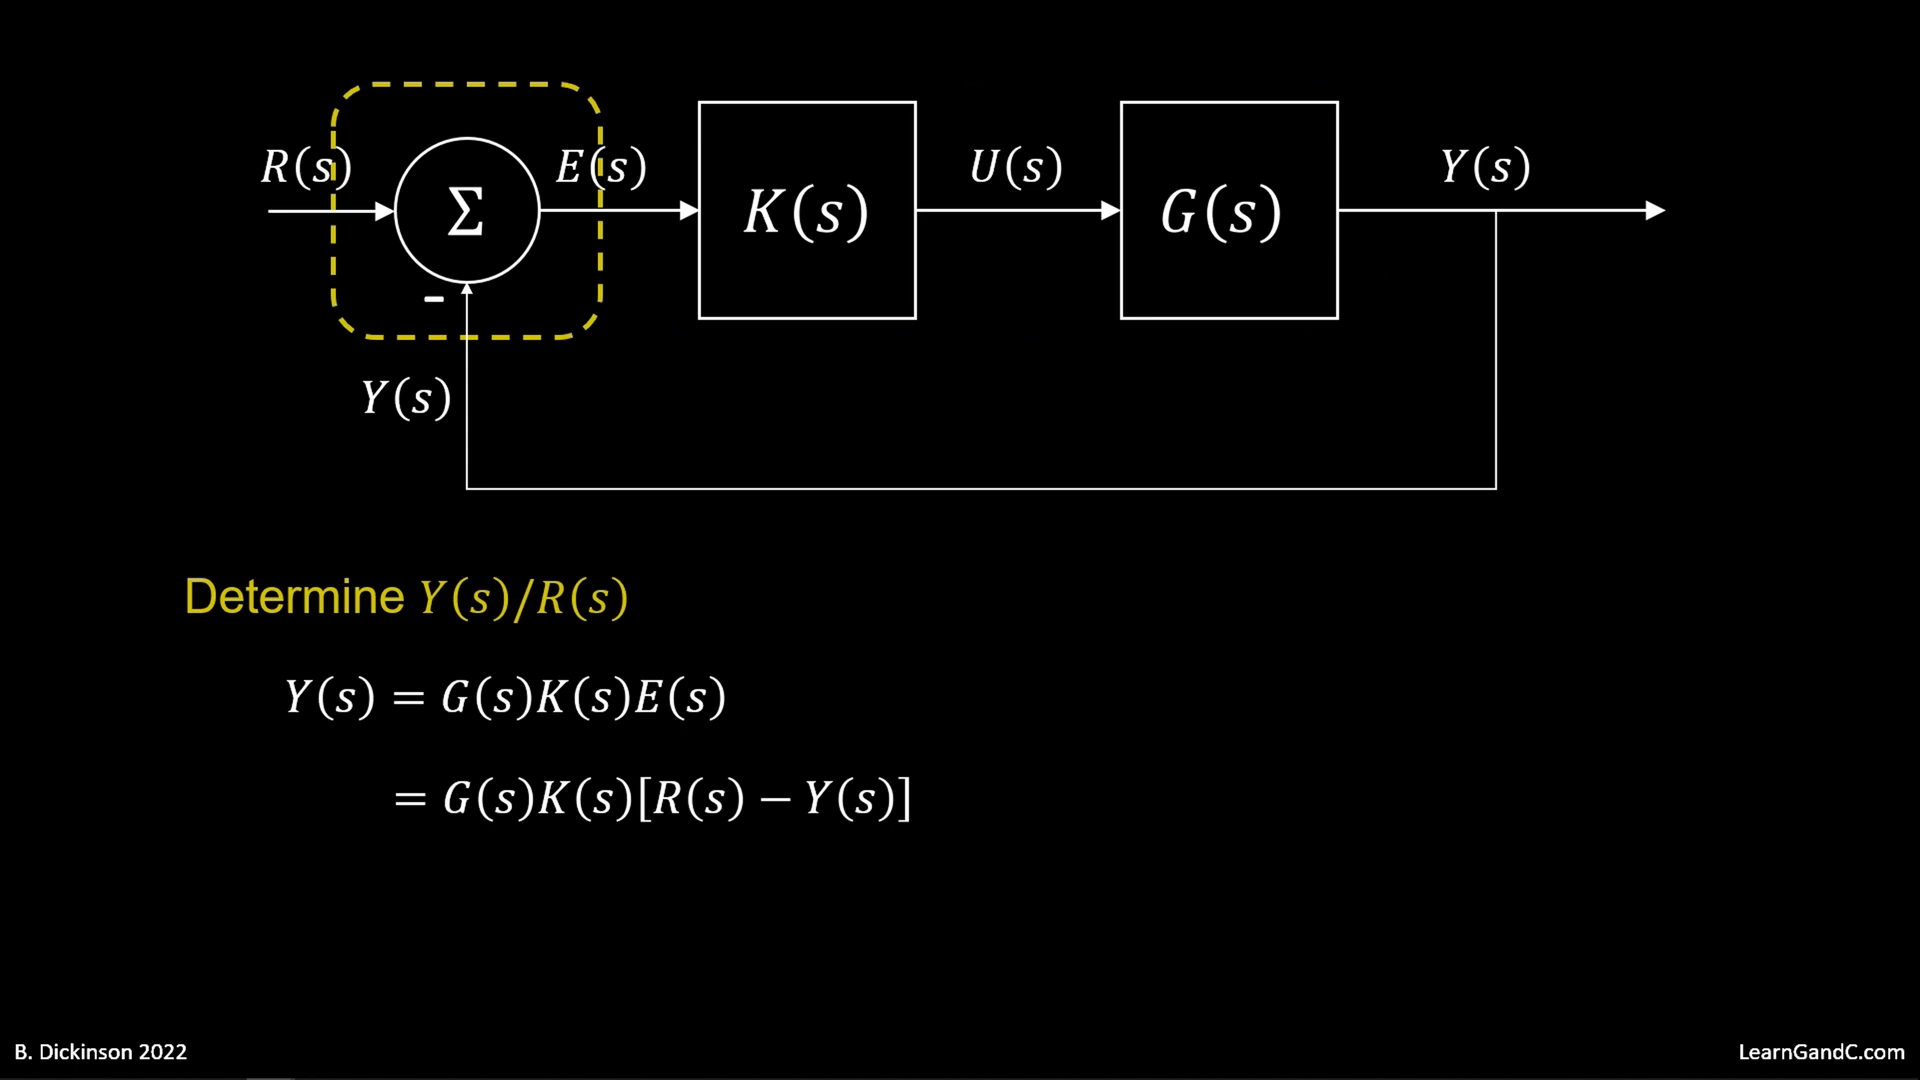 R(s)
Σ
E(s)
K(s)
U(s)
G(s)
Y(s)
-
Y(s)
Determine Y(s)/R(s)
Y(s) = G(s)K(s)E(s)
= G(s)K(s)[R(s) − Y(s)]
B. Dickinson 2022
LearnGandC.com